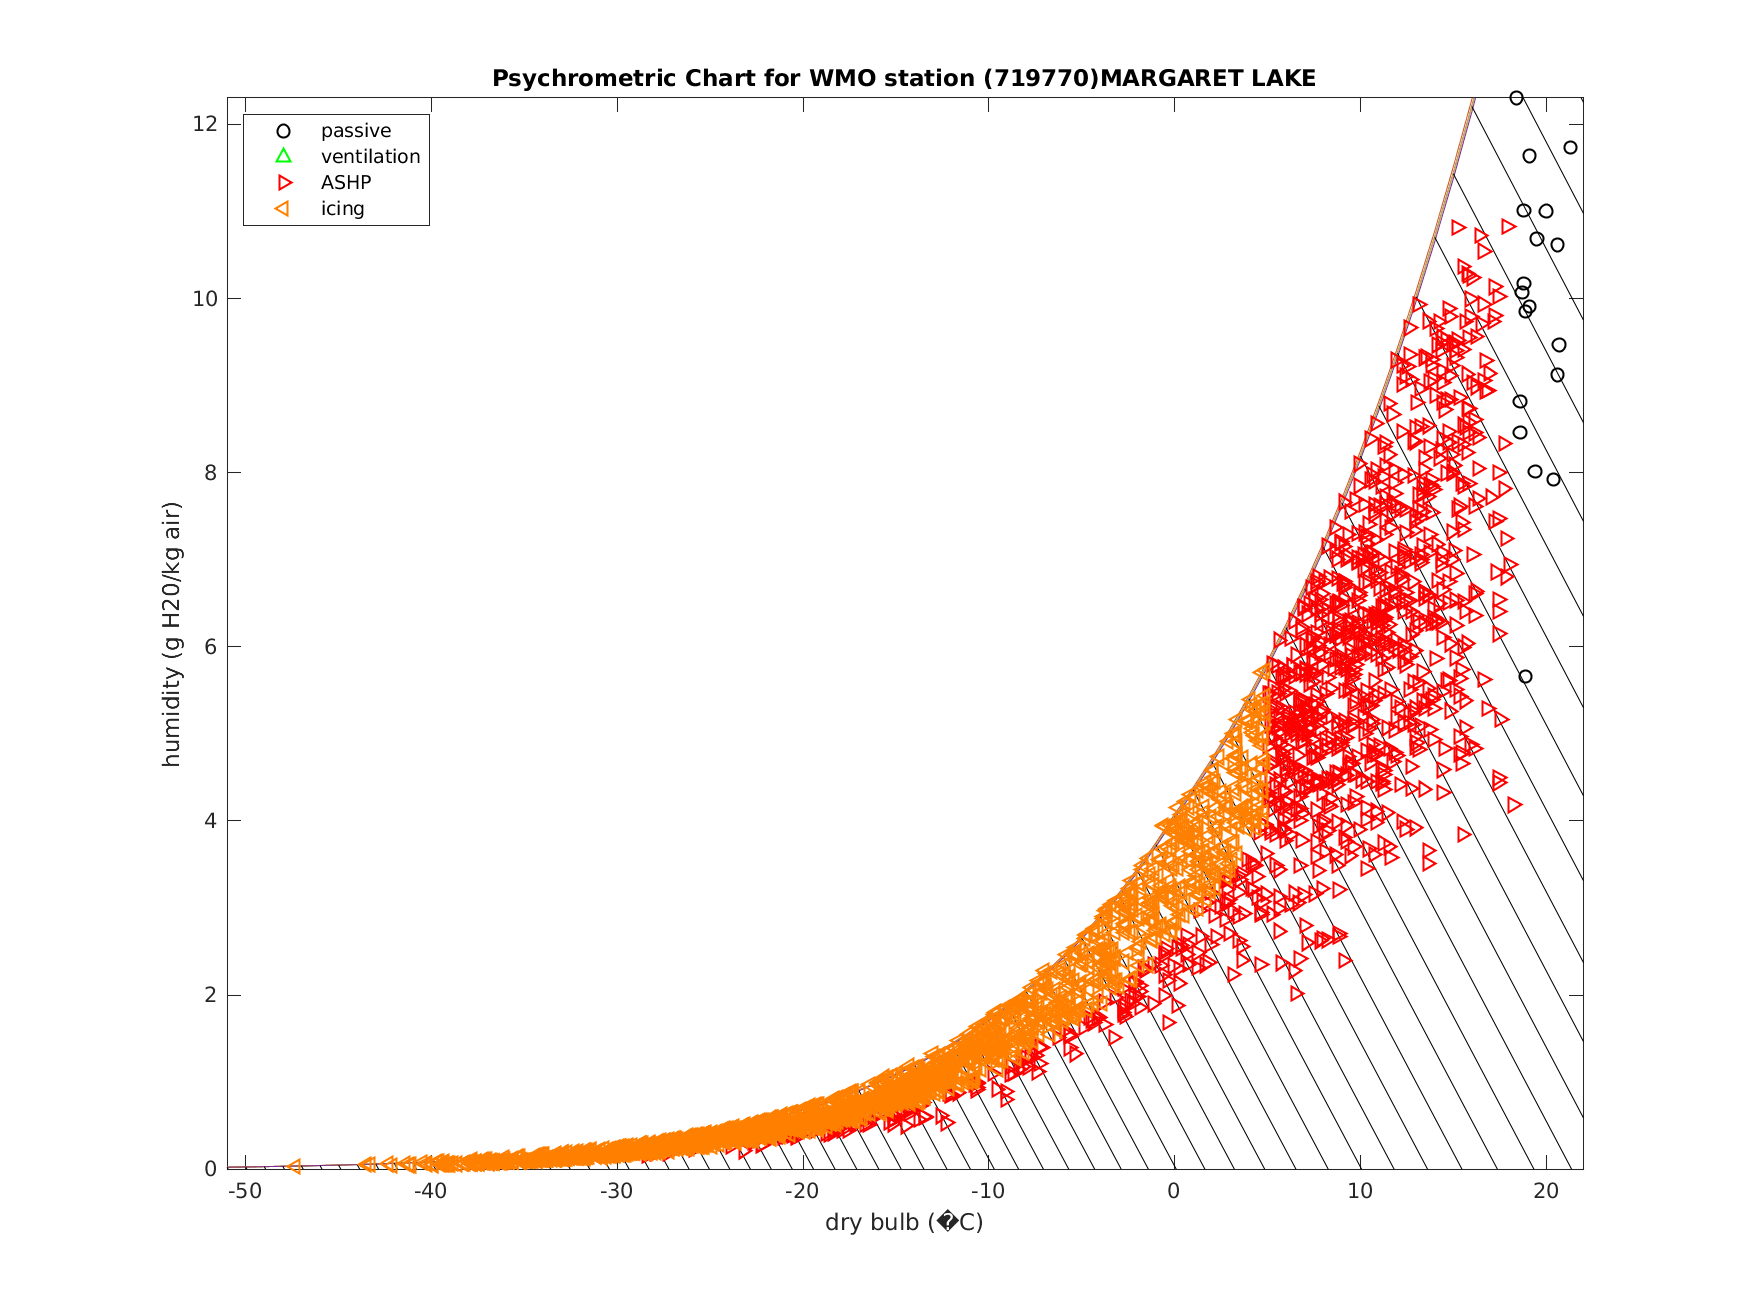 Psychrometric Chart for WMO station (719770)MARGARET LAKE
passive
ventilation
ASHP
icing
humidity (g H20/kg air)
12
10
8
6
4
2
0
-50 -40 -30 -20 -10 0 10 20
dry bulb (�C)